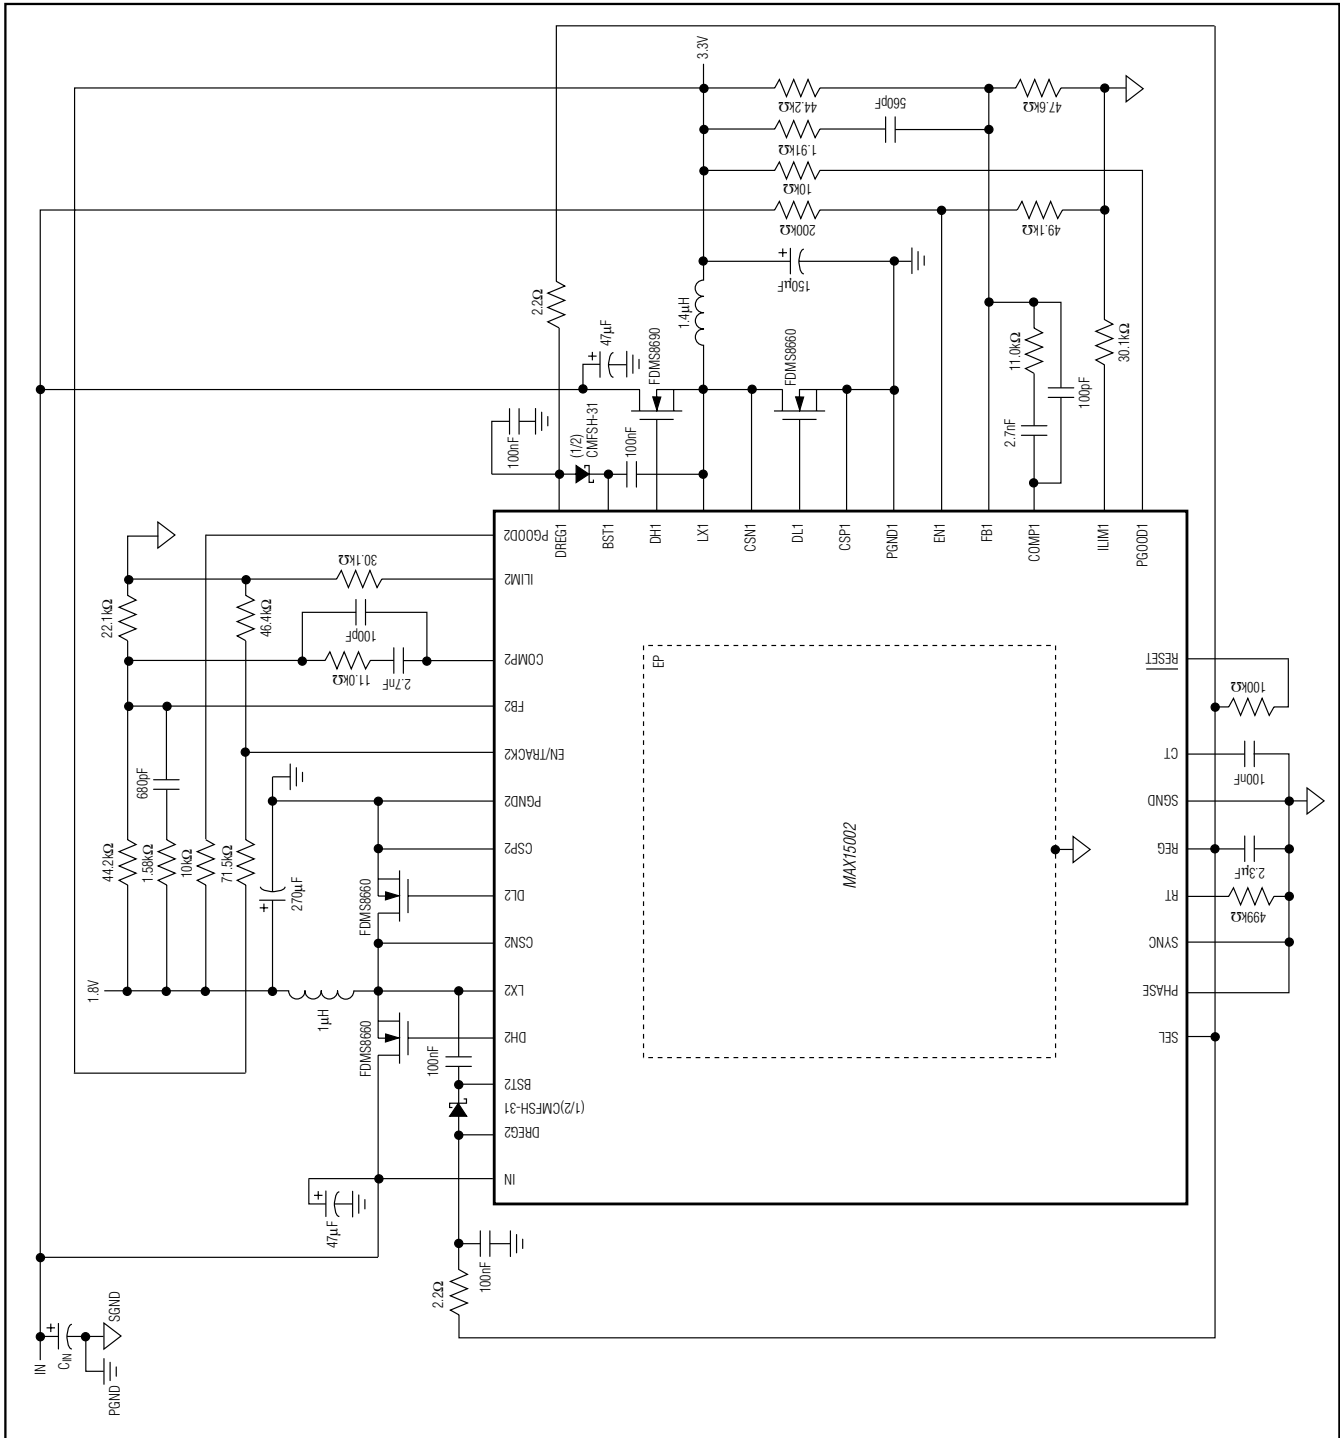 3.3V
44.2kΩ
560pF
47.6kΩ
1.91kΩ
10kΩ
200kΩ
49.1kΩ
150µF
+
2.2Ω
47µF
+
1.4µH
FDMS8690
FDMS8660
11.0kΩ
30.1kΩ
100pF
2.7nF
100nF
(1/2)
CMFSH-31
100nF
DREG1
BST1
DH1
LX1
CSN1
DL1
CSP1
PGND1
EN1
FB1
COMP1
ILIM1
PGOOD1
PGOOD2
ILIM2
COMP2
FB2
EN/TRACK2
PGND2
CSP2
DL2
CSN2
LX2
DH2
BST2
(1/2)CMFSH-31
DREG2
IN
30.1kΩ
22.1kΩ
46.4kΩ
100pF
11.0kΩ
2.7nF
680pF
44.2kΩ
1.58kΩ
10kΩ
71.5kΩ
270µF
+
FDMS8660
1.8V
1µH
FDMS8660
100nF
47µF
+
100nF
2.2Ω
EP
MAX15002
RESET
CT
SGND
REG
RT
SYNC
PHASE
SEL
100kΩ
100nF
2.3µF
499kΩ
IN
+
CIN
SGND
PGND